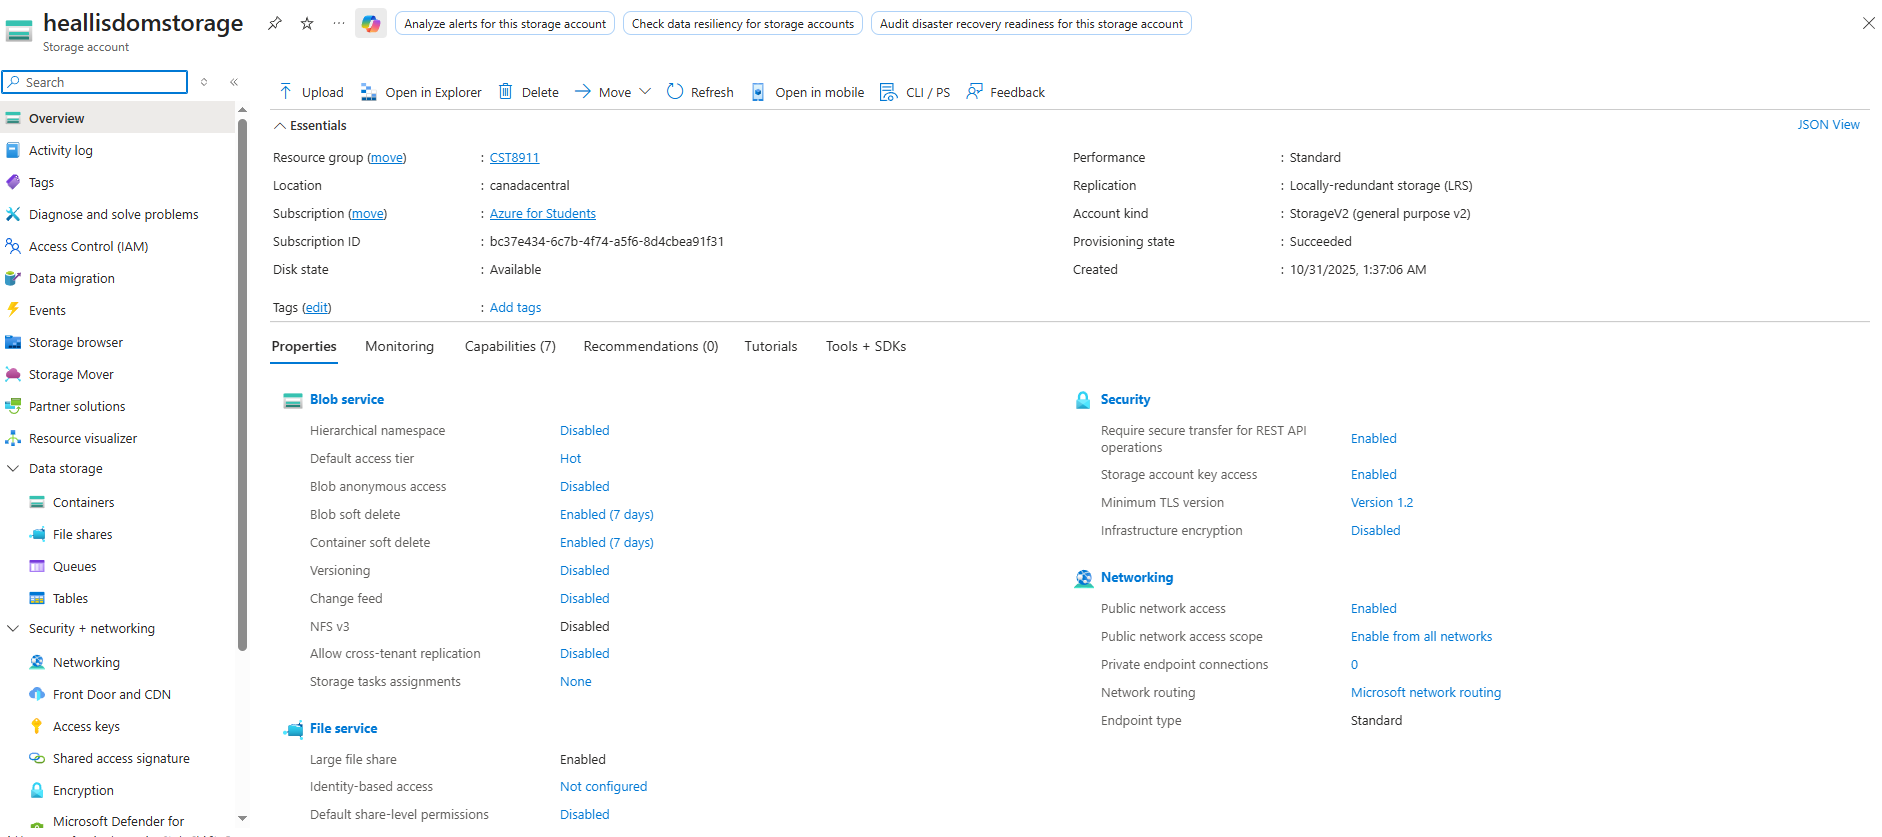 heallisdomstorage
Storage account
Analyze alerts for this storage account
Check data resiliency for storage accounts
Audit disaster recovery readiness for this storage account
Search
Overview
Activity log
Tags
Diagnose and solve problems
Access Control (IAM)
Data migration
Events
Storage browser
Storage Mover
Partner solutions
Resource visualizer
Data storage
Containers
File shares
Queues
Tables
Security + networking
Networking
Front Door and CDN
Access keys
Shared access signature
Encryption
Microsoft Defender for
Upload
Open in Explorer
Delete
Move
Refresh
Open in mobile
CLI / PS
Feedback
Essentials
JSON View
Resource group (move) : CST8911
Location : canadacentral
Subscription (move) : Azure for Students
Subscription ID : bc37e434-6c7b-4f74-a5f6-8d4cbea91f31
Disk state : Available
Tags (edit) : Add tags
Performance : Standard
Replication : Locally-redundant storage (LRS)
Account kind : StorageV2 (general purpose v2)
Provisioning state : Succeeded
Created : 10/31/2025, 1:37:06 AM
Properties
Monitoring
Capabilities (7)
Recommendations (0)
Tutorials
Tools + SDKs
Blob service
Hierarchical namespace Disabled
Default access tier Hot
Blob anonymous access Disabled
Blob soft delete Enabled (7 days)
Container soft delete Enabled (7 days)
Versioning Disabled
Change feed Disabled
NFS v3 Disabled
Allow cross-tenant replication Disabled
Storage tasks assignments None
File service
Large file share Enabled
Identity-based access Not configured
Default share-level permissions Disabled
Security
Require secure transfer for REST API
operations Enabled
Storage account key access Enabled
Minimum TLS version Version 1.2
Infrastructure encryption Disabled
Networking
Public network access Enabled
Public network access scope Enable from all networks
Private endpoint connections 0
Network routing Microsoft network routing
Endpoint type Standard